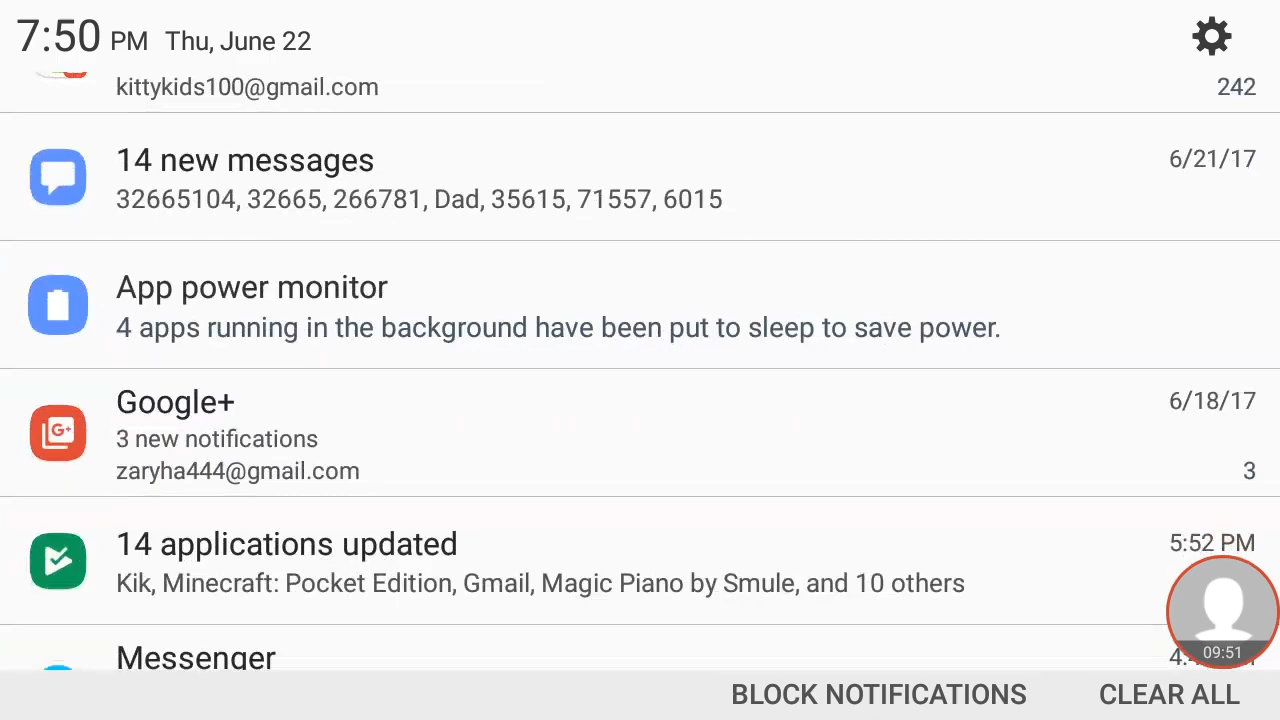 7:50 PM Thu, June 22
kittykids100@gmail.com 242
14 new messages 6/21/17
32665104, 32665, 266781, Dad, 35615, 71557, 6015
App power monitor
4 apps running in the background have been put to sleep to save power.
Google+ 6/18/17
3 new notifications
zaryha444@gmail.com 3
14 applications updated 5:52 PM
Kik, Minecraft: Pocket Edition, Gmail, Magic Piano by Smule, and 10 others
Messenger
09:51
BLOCK NOTIFICATIONS CLEAR ALL